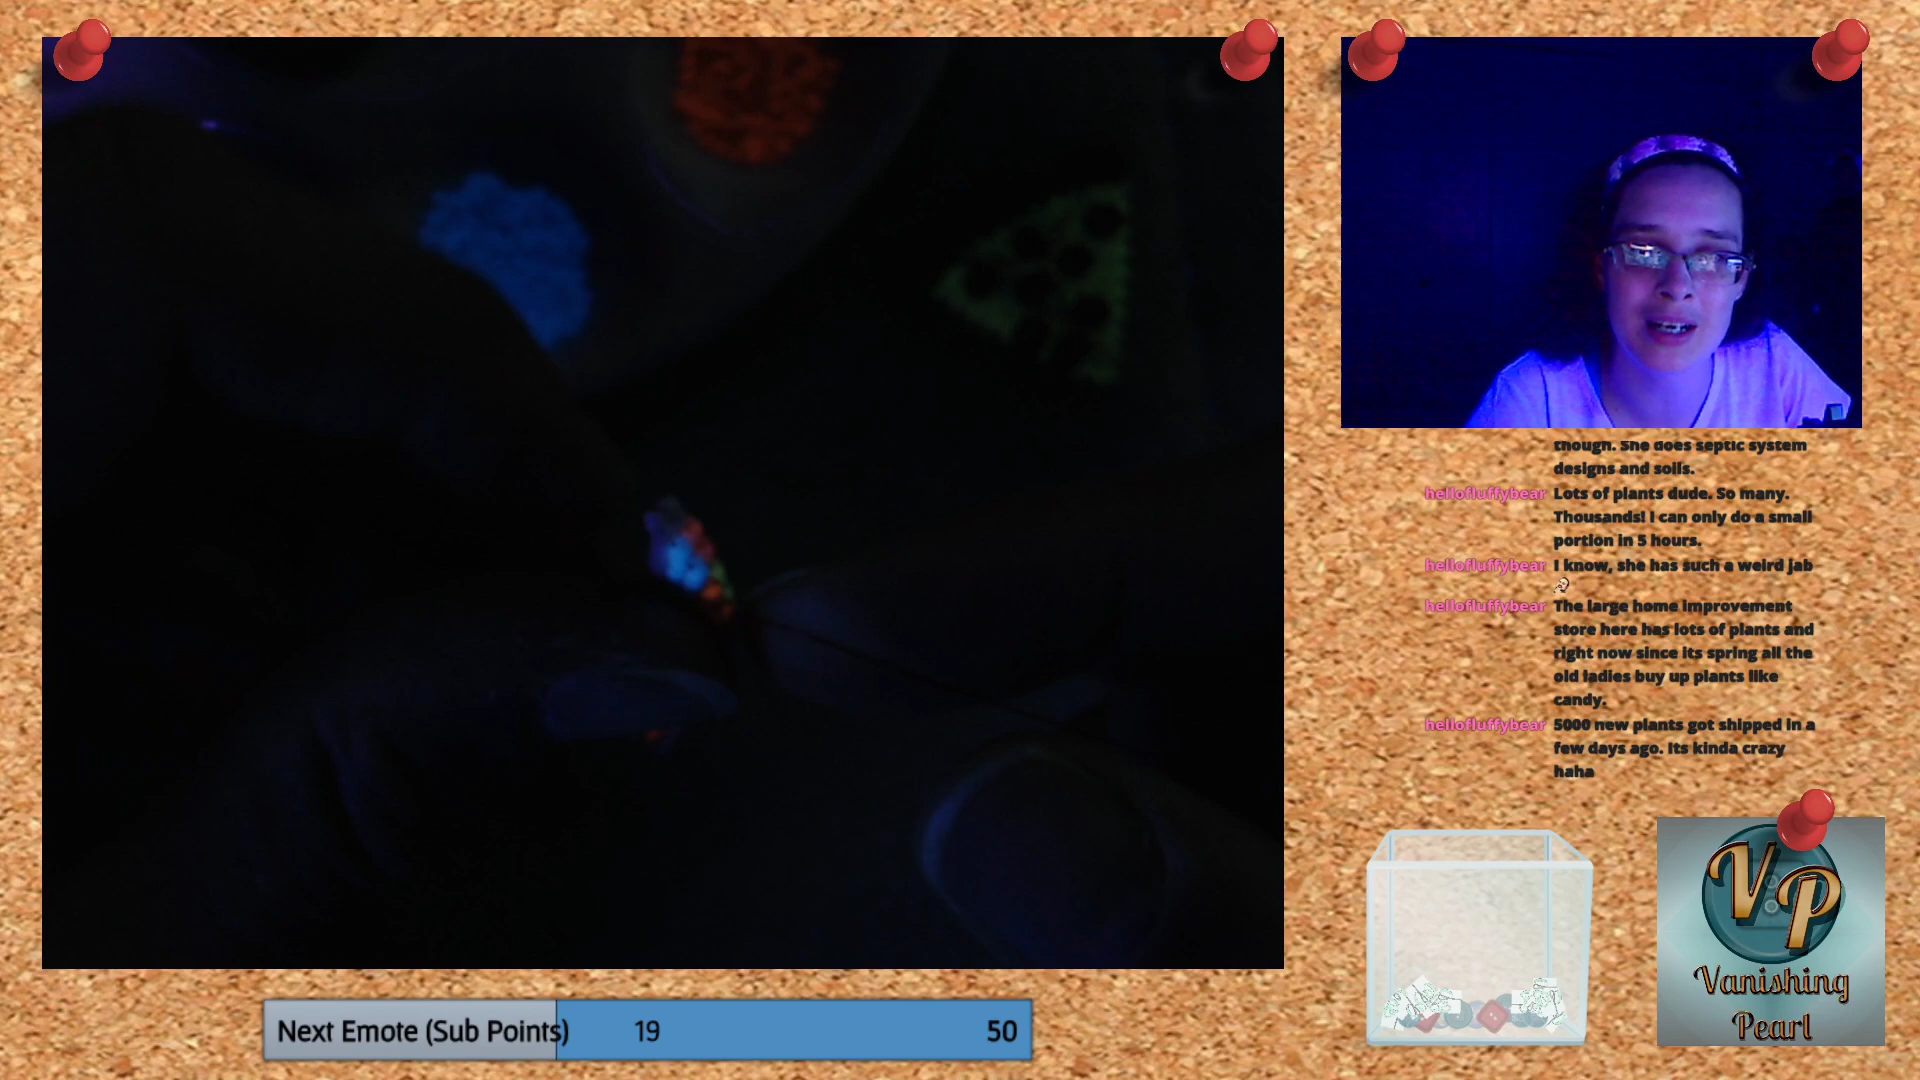 though. She does septic system
designs and soils.
hellofluffybear Lots of plants dude. So many.
Thousands! I can only do a small
portion in 5 hours.
hellofluffybear I know, she has such a weird jab
hellofluffybear The large home improvement
store here has lots of plants and
right now since its spring all the
old ladies buy up plants like
candy.
hellofluffybear 5000 new plants got shipped in a
few days ago. Its kinda crazy
haha
VP
Vanishing
Pearl
Next Emote (Sub Points) 19 50